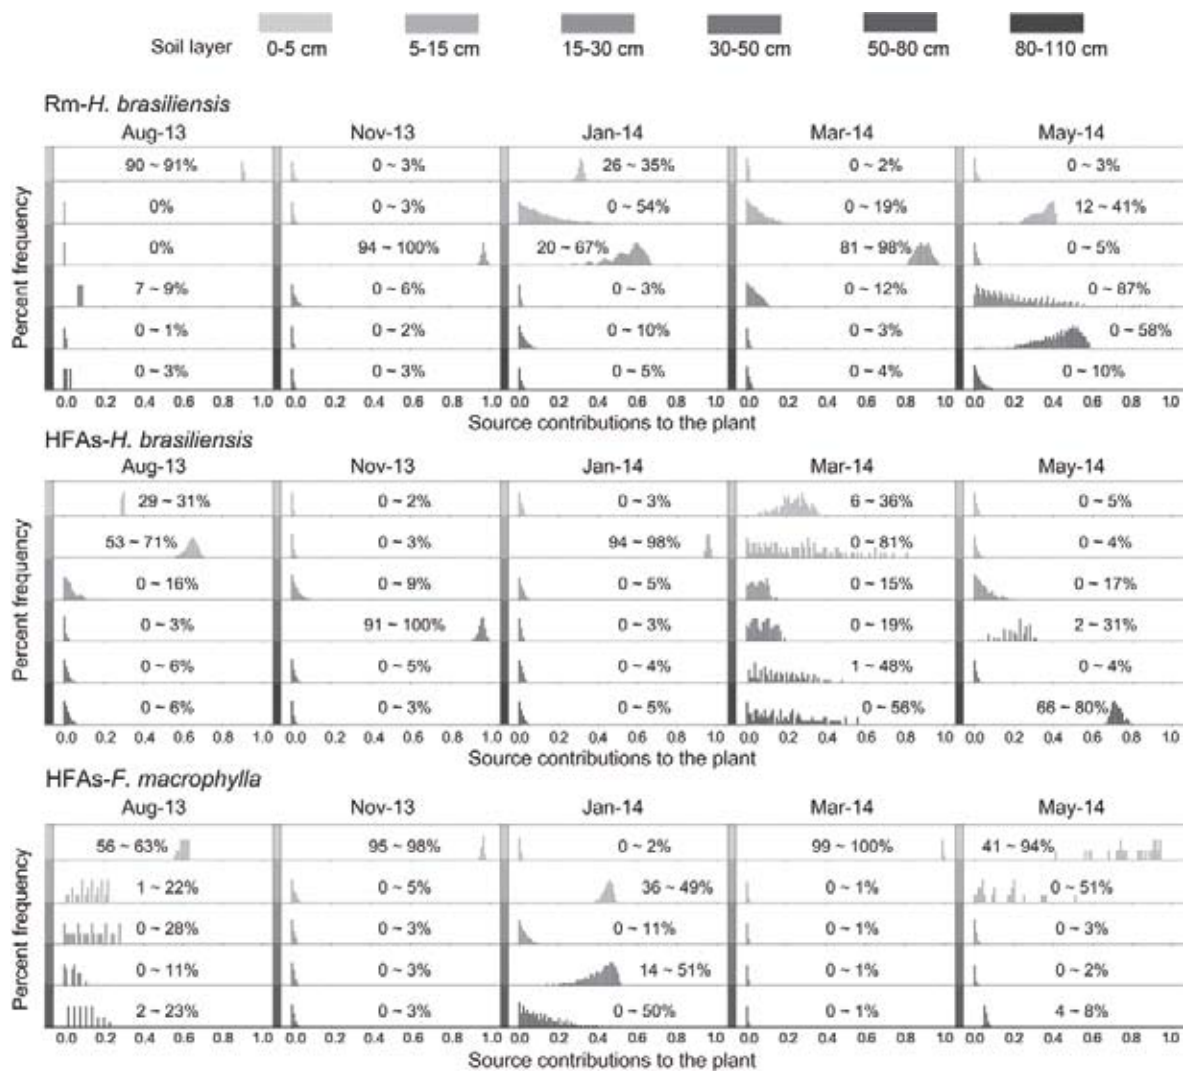 Soil layer 0-5 cm 5-15 cm 15-30 cm 30-50 cm 50-80 cm 80-110 cm
Rm-H. brasiliensis
Aug-13 Nov-13 Jan-14 Mar-14 May-14
Percent frequency
90 ~ 91% 0 ~ 3% 26 ~ 35% 0 ~ 2% 0 ~ 3%
0% 0 ~ 3% 0 ~ 54% 0 ~ 19% 12 ~ 41%
0% 94 ~ 100% 20 ~ 67% 81 ~ 98% 0 ~ 5%
7 ~ 9% 0 ~ 6% 0 ~ 3% 0 ~ 12% 0 ~ 87%
0 ~ 1% 0 ~ 2% 0 ~ 10% 0 ~ 3% 0 ~ 58%
0 ~ 3% 0 ~ 3% 0 ~ 5% 0 ~ 4% 0 ~ 10%
0.0 0.2 0.4 0.6 0.8 1.0 0.0 0.2 0.4 0.6 0.8 1.0 0.0 0.2 0.4 0.6 0.8 0.0 0.2 0.4 0.6 0.8 0.0 0.2 0.4 0.6 0.8 1.0
Source contributions to the plant
HFAs-H. brasiliensis
Aug-13 Nov-13 Jan-14 Mar-14 May-14
Percent frequency
29 ~ 31% 0 ~ 2% 0 ~ 3% 6 ~ 36% 0 ~ 5%
53 ~ 71% 0 ~ 3% 94 ~ 98% 0 ~ 81% 0 ~ 4%
0 ~ 16% 0 ~ 9% 0 ~ 5% 0 ~ 15% 0 ~ 17%
0 ~ 3% 91 ~ 100% 0 ~ 3% 0 ~ 19% 2 ~ 31%
0 ~ 6% 0 ~ 5% 0 ~ 4% 1 ~ 48% 0 ~ 4%
0 ~ 6% 0 ~ 3% 0 ~ 5% 0 ~ 56% 66 ~ 80%
0.0 0.2 0.4 0.6 0.8 1.0 0.0 0.2 0.4 0.6 0.8 1.0 0.0 0.2 0.4 0.6 0.8 0.0 0.2 0.4 0.6 0.8 0.0 0.2 0.4 0.6 0.8 1.0
Source contributions to the plant
HFAs-F. macrophylla
Aug-13 Nov-13 Jan-14 Mar-14 May-14
Percent frequency
56 ~ 63% 95 ~ 98% 0 ~ 2% 99 ~ 100% 41 ~ 94%
1 ~ 22% 0 ~ 5% 36 ~ 49% 0 ~ 1% 0 ~ 51%
0 ~ 28% 0 ~ 3% 0 ~ 11% 0 ~ 1% 0 ~ 3%
0 ~ 11% 0 ~ 3% 14 ~ 51% 0 ~ 1% 0 ~ 2%
2 ~ 23% 0 ~ 3% 0 ~ 50% 0 ~ 1% 4 ~ 8%
0.0 0.2 0.4 0.6 0.8 1.0 0.0 0.2 0.4 0.6 0.8 1.0 0.0 0.2 0.4 0.6 0.8 0.0 0.2 0.4 0.6 0.8 0.0 0.2 0.4 0.6 0.8 1.0
Source contributions to the plant